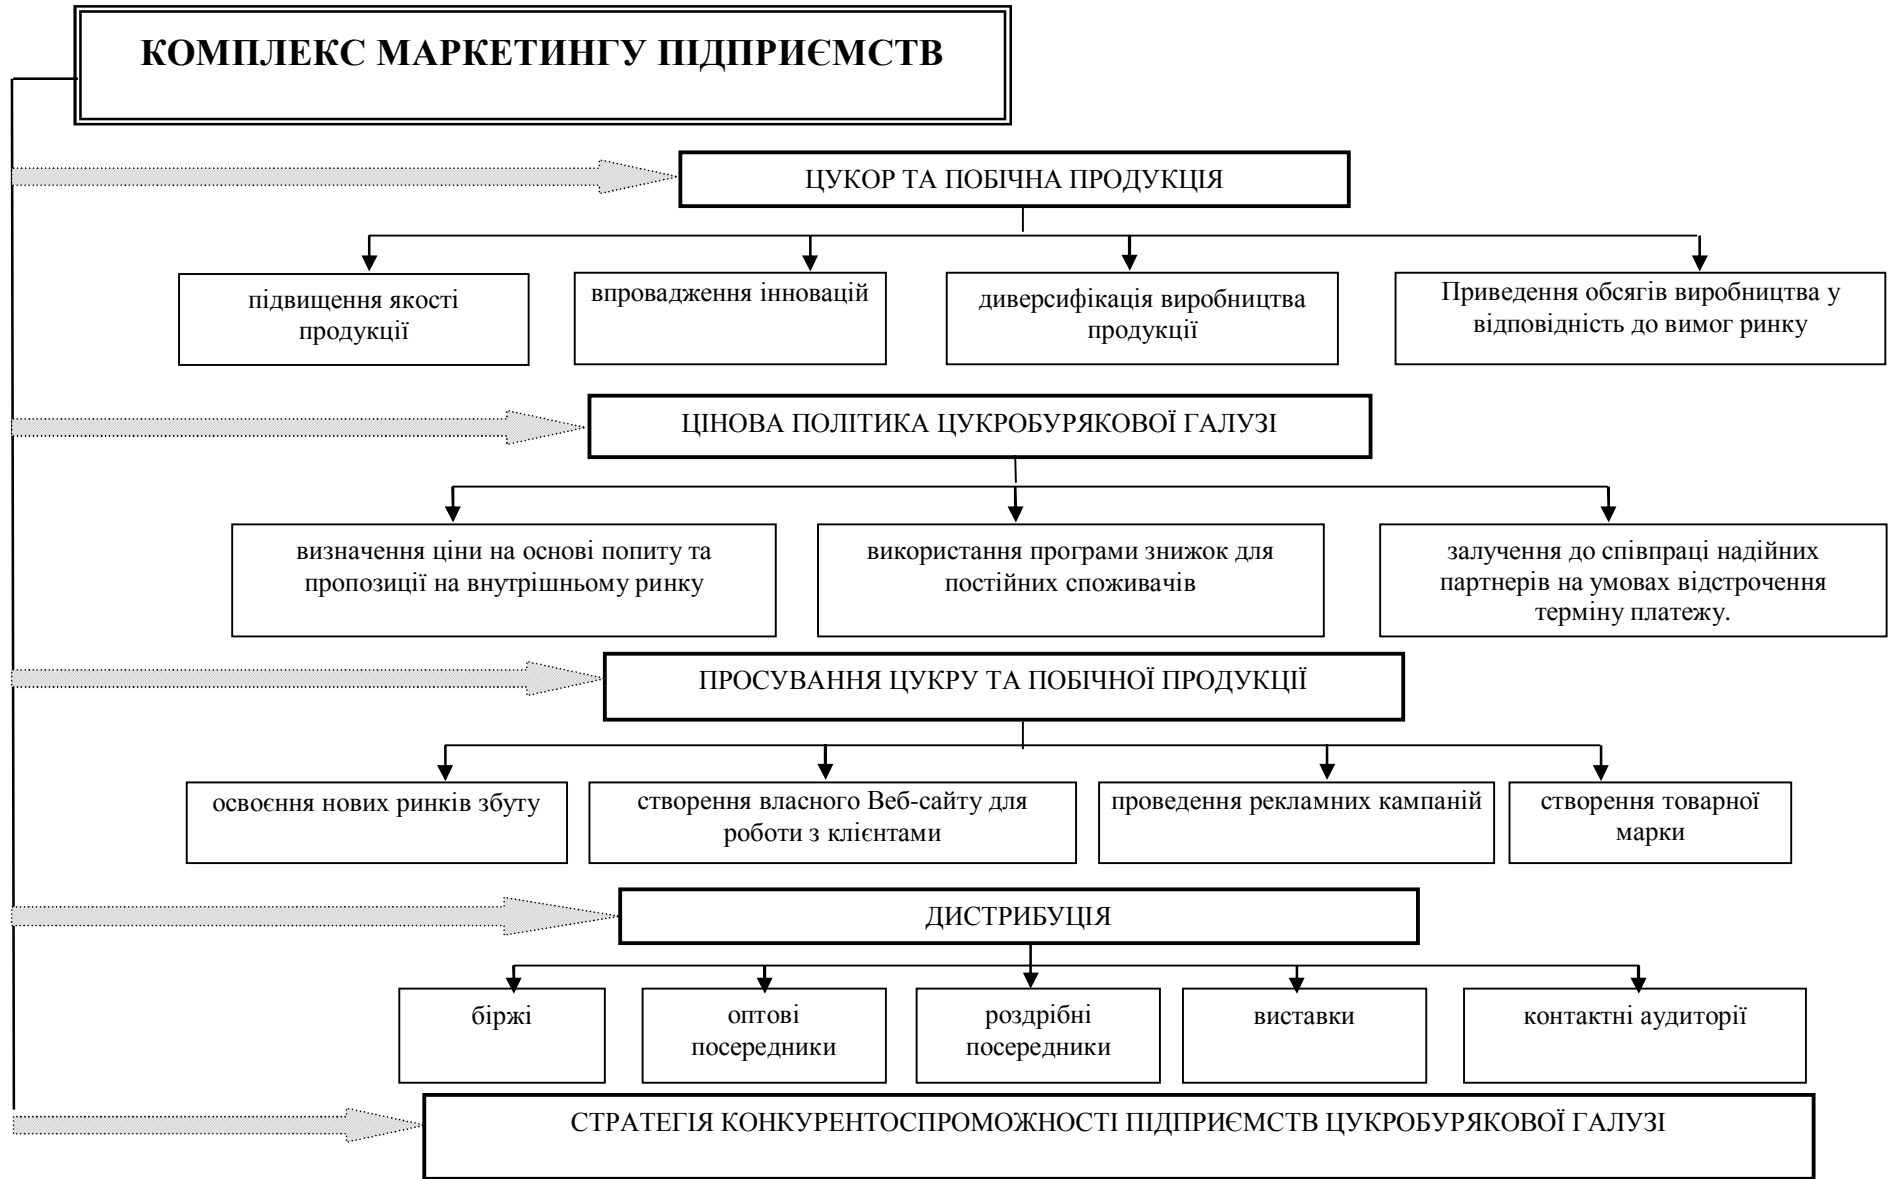 КОМПЛЕКС МАРКЕТИНГУ ПІДПРИЄМСТВ
ЦУКОР ТА ПОБІЧНА ПРОДУКЦІЯ
підвищення якості
продукції
впровадження інновацій
диверсифікація виробництва
продукції
Приведення обсягів виробництва у
відповідність до вимог ринку
ЦІНОВА ПОЛІТИКА ЦУКРОБУРЯКОВОЇ ГАЛУЗІ
визначення ціни на основі попиту та
пропозиції на внутрішньому ринку
використання програми знижок для
постійних споживачів
залучення до співпраці надійних
партнерів на умовах відстрочення
терміну платежу.
ПРОСУВАННЯ ЦУКРУ ТА ПОБІЧНОЇ ПРОДУКЦІЇ
освоєння нових ринків збуту
створення власного Веб-сайту для
роботи з клієнтами
проведення рекламних кампаній
створення товарної
марки
ДИСТРИБУЦІЯ
біржі
оптові
посередники
роздрібні
посередники
виставки
контактні аудиторії
СТРАТЕГІЯ КОНКУРЕНТОСПРОМОЖНОСТІ ПІДПРИЄМСТВ ЦУКРОБУРЯКОВОЇ ГАЛУЗІ